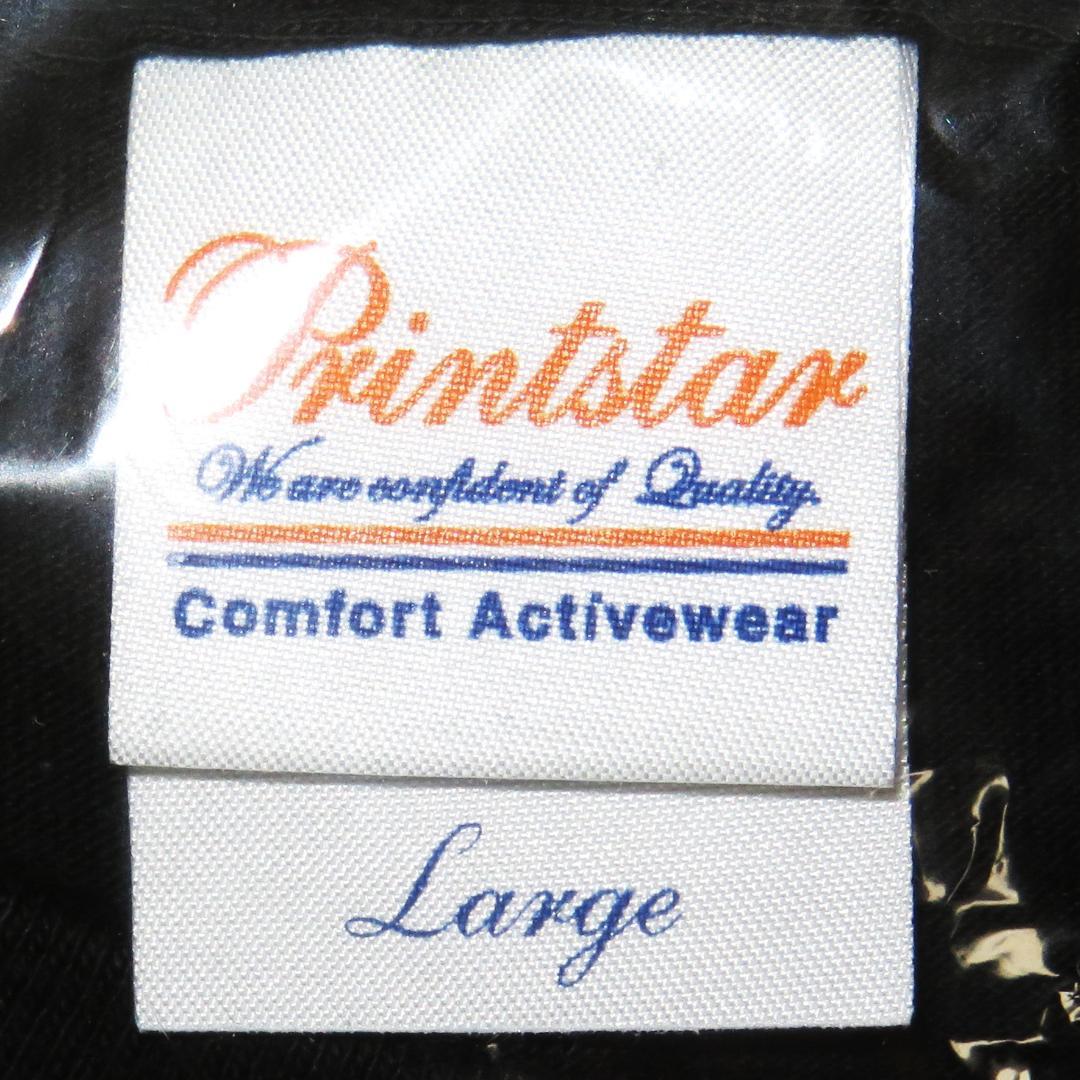 Printstar
We are confident of Quality.
Comfort Activewear
Large